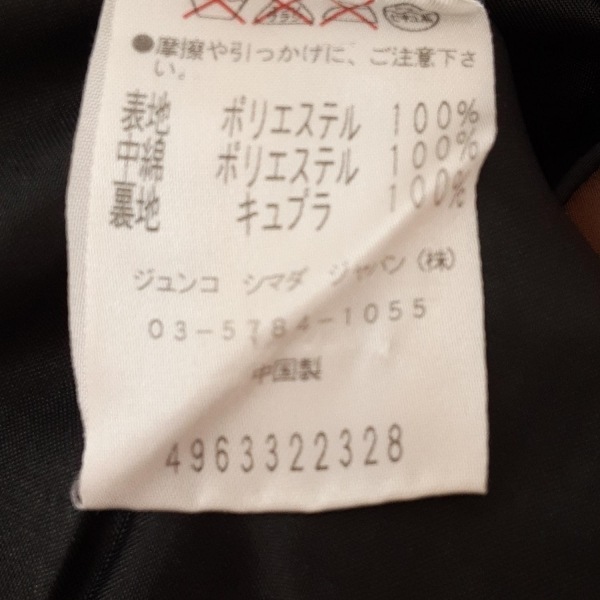 ●摩擦や引っかけに、ご注意下さ
い。
表地 ポリエステル 100%
中綿 ポリエステル 100%
裏地 キュプラ 100%
ジュンコ シマダ ジャパン(株)
03-5784-1055
中国製
4963322328